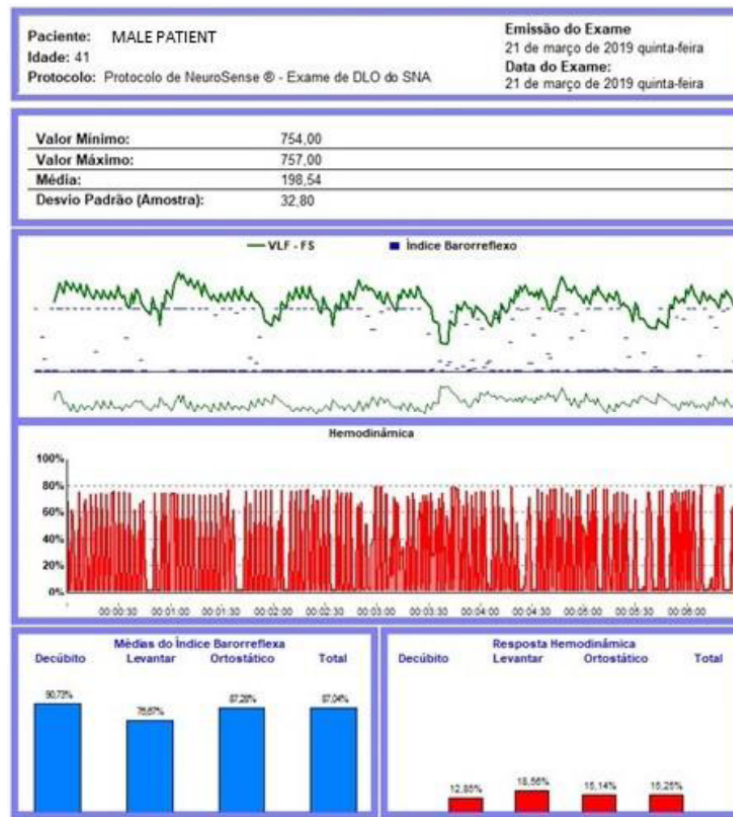 Paciente: MALE PATIENT
Idade: 41
Protocolo: Protocolo de NeuroSense ® - Exame de DLO do SNA
Emissão do Exame
21 de março de 2019 quinta-feira
Data do Exame:
21 de março de 2019 quinta-feira
Valor Mínimo: 754,00
Valor Máximo: 757,00
Média: 198,54
Desvio Padrão (Amostra): 32,80
VLF - FS Índice Barorreflexo
Hemodinâmica
100%
80%
60%
40%
20%
0%
00:00:30 00:01:00 00:01:30 00:02:00 00:02:30 00:03:00 00:03:30 00:04:00 00:04:30 00:05:00 00:05:30 00:06:00
Médias do Índice Barorreflexa
Decúbito Levantar Ortostático Total
90,73% 76,67% 87,28% 87,04%
Resposta Hemodinâmica
Decúbito Levantar Ortostático Total
12,85% 18,56% 15,14% 15,25%